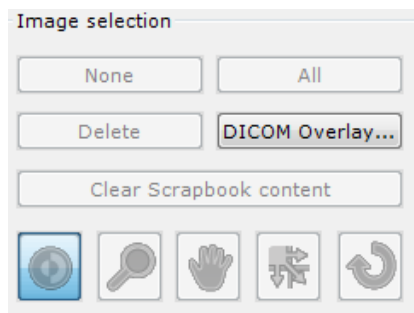 Image selection
None All
Delete DICOM Overlay...
Clear Scrapbook content